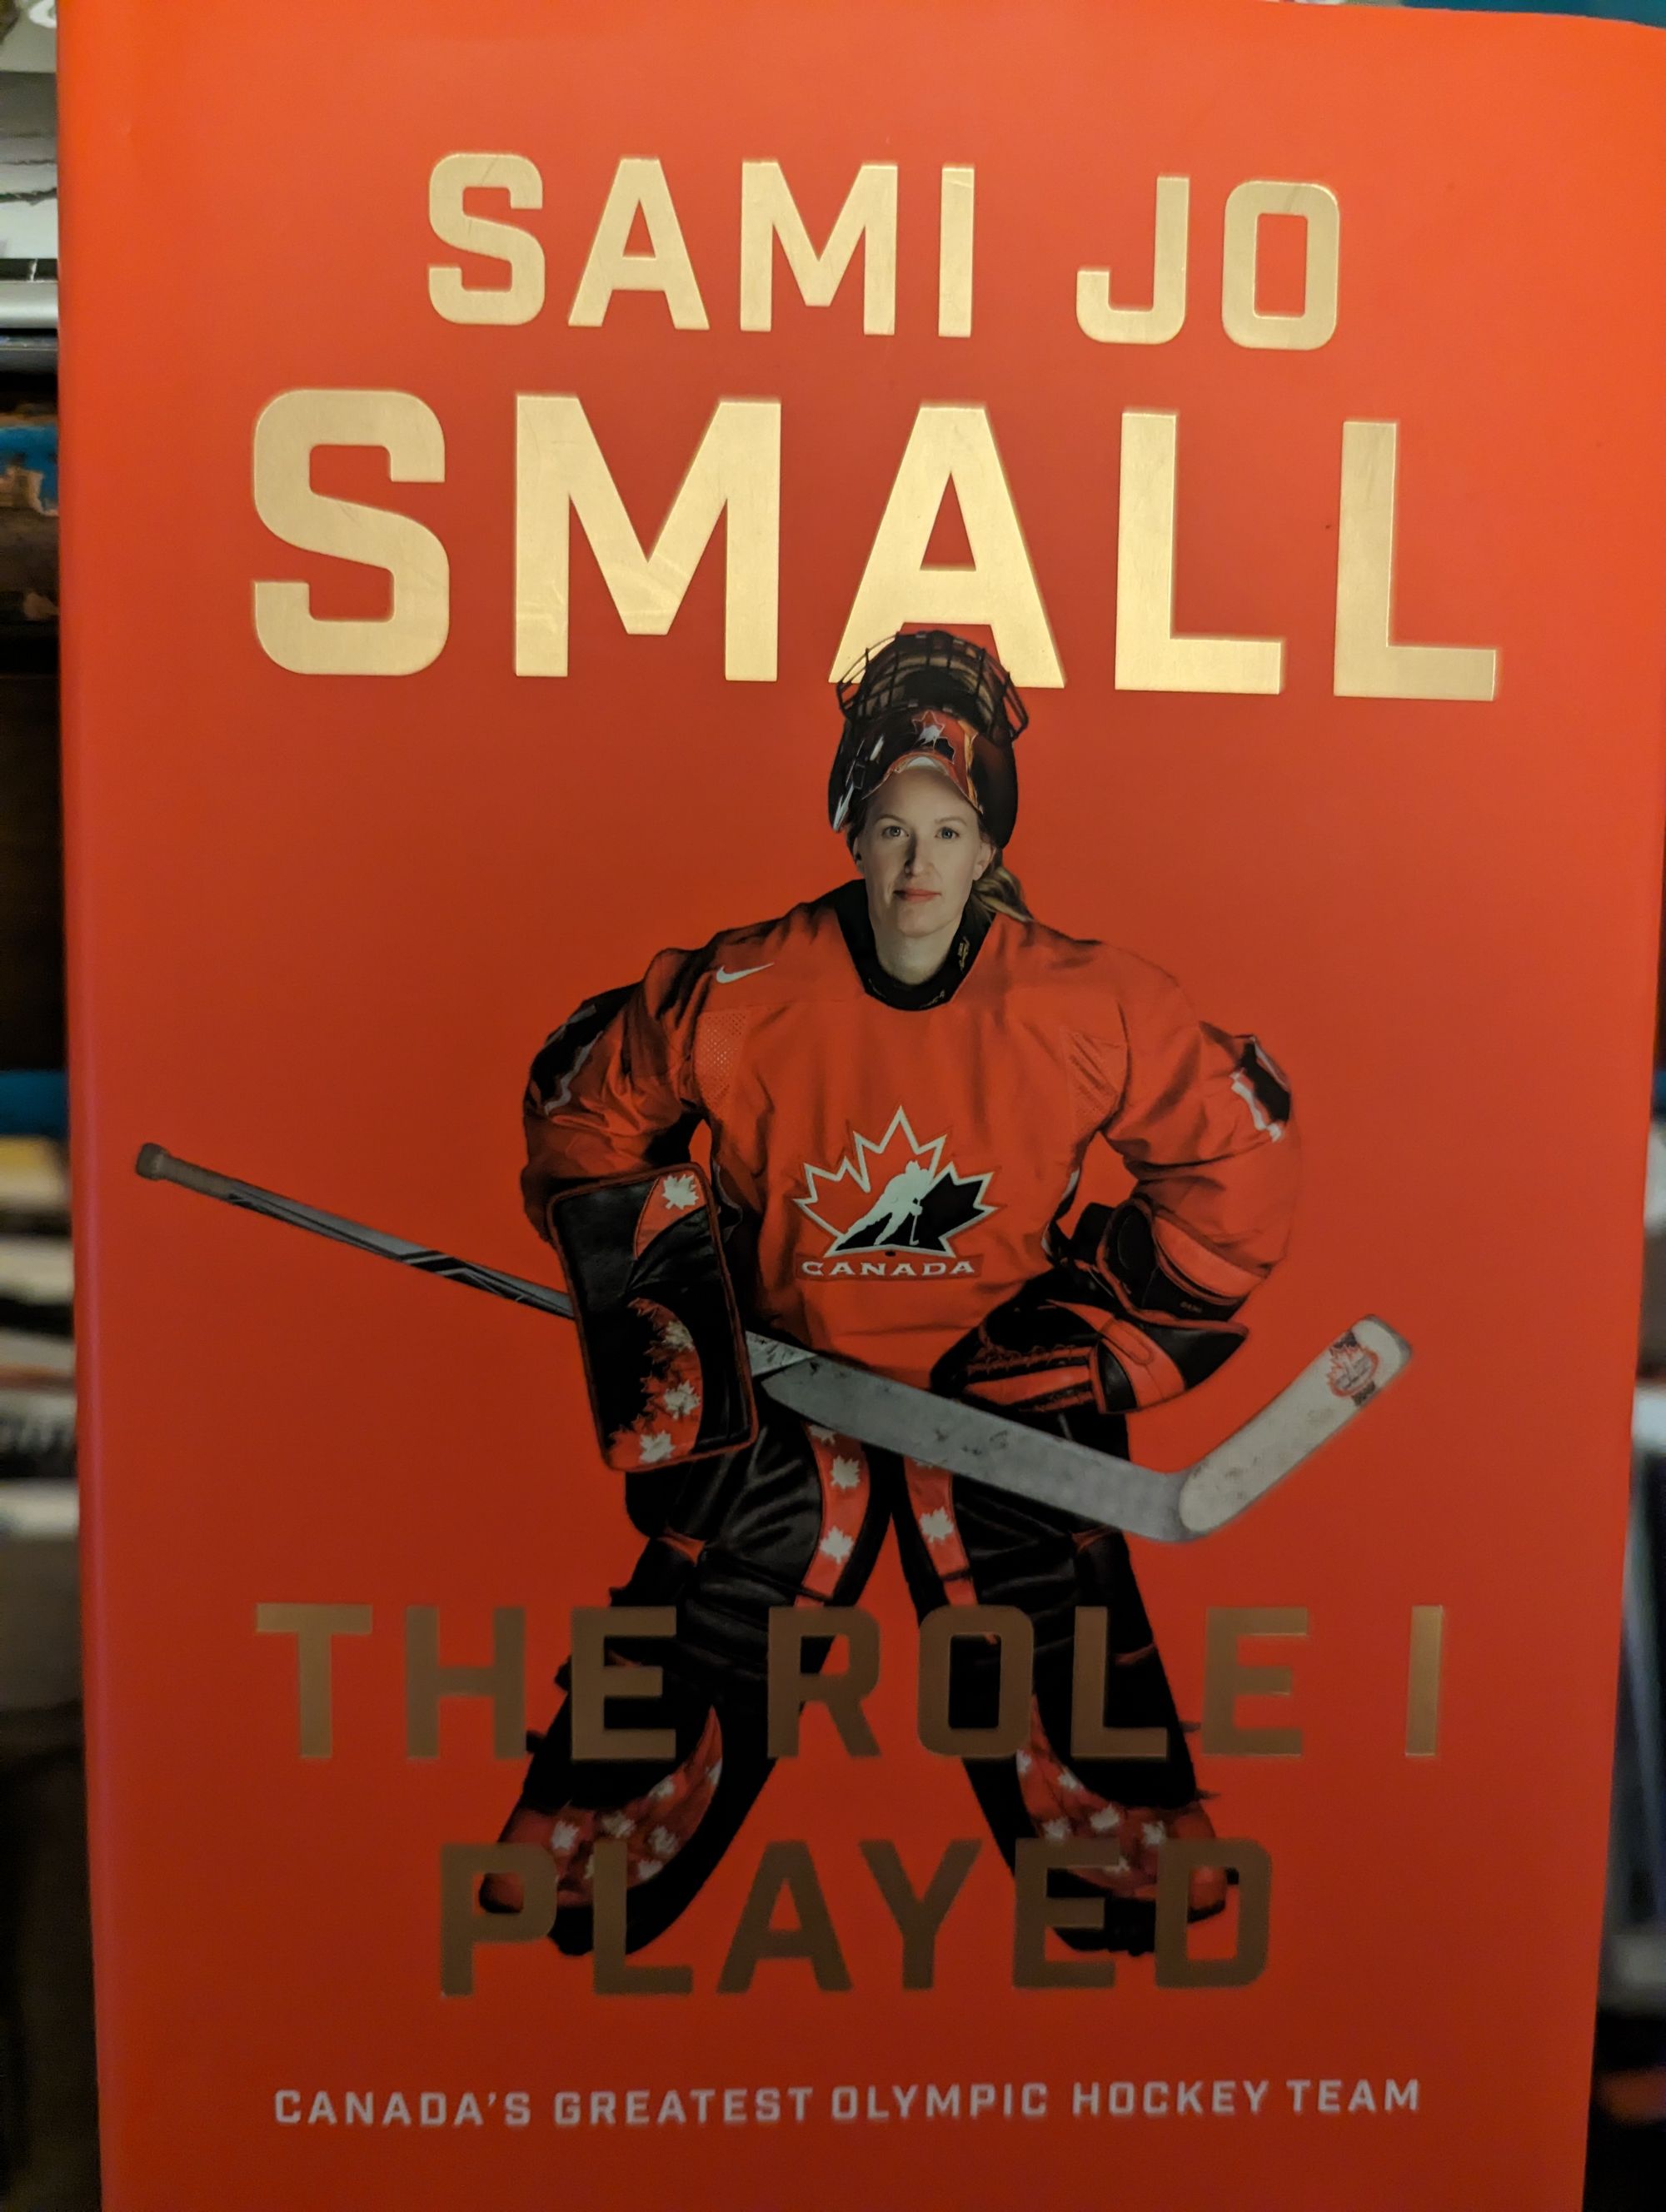 SAMI JO
SMALL
CANADA
THE ROLE I
PLAYED
CANADA'S GREATEST OLYMPIC HOCKEY TEAM